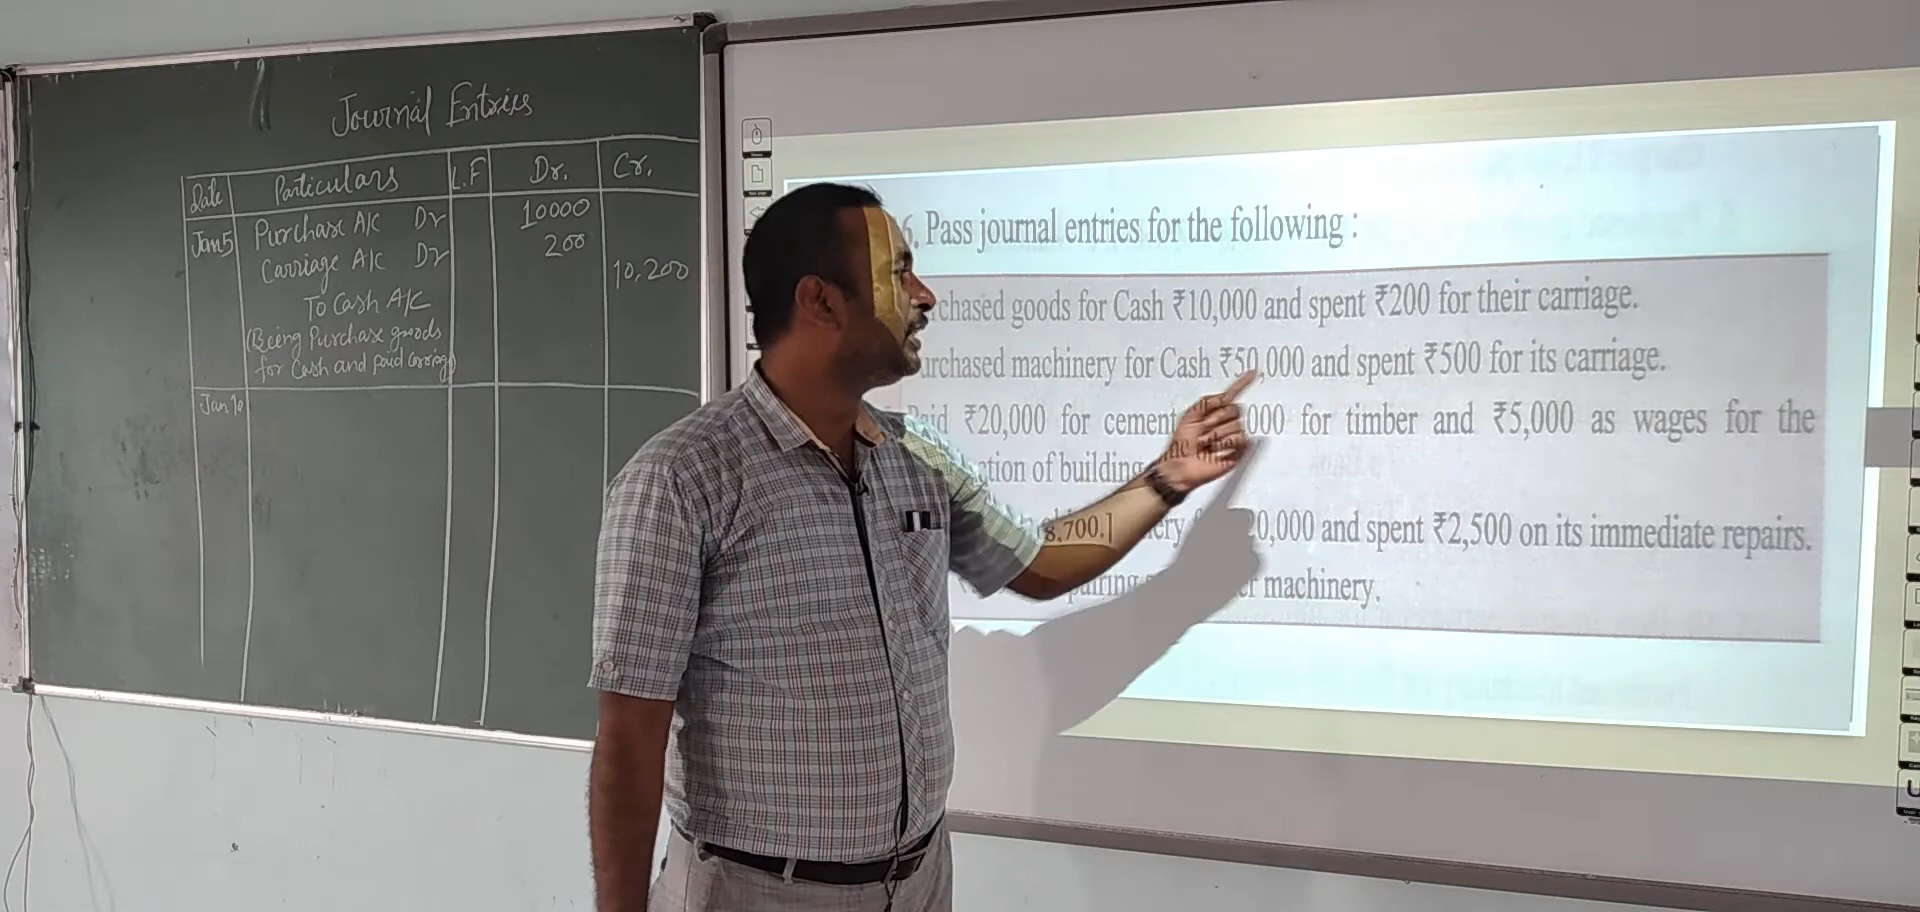 Journal Entries
Date Particulars L.F Dr. Cr.
Jan 5 Purchase A/c Dr 10000
Carriage A/c Dr 200
To Cash A/c 10,200
(Being Purchase goods
for Cash and paid
Jan 10
6. Pass journal entries for the following :
chased goods for Cash ₹10,000 and spent ₹200 for their carriage.
urchased machinery for Cash ₹50,000 and spent ₹500 for its carriage.
Paid ₹20,000 for cement 000 for timber and ₹5,000 as wages for the
ction of building
8,700.] ery 20,000 and spent ₹2,500 on its immediate repairs.
pairing machinery.